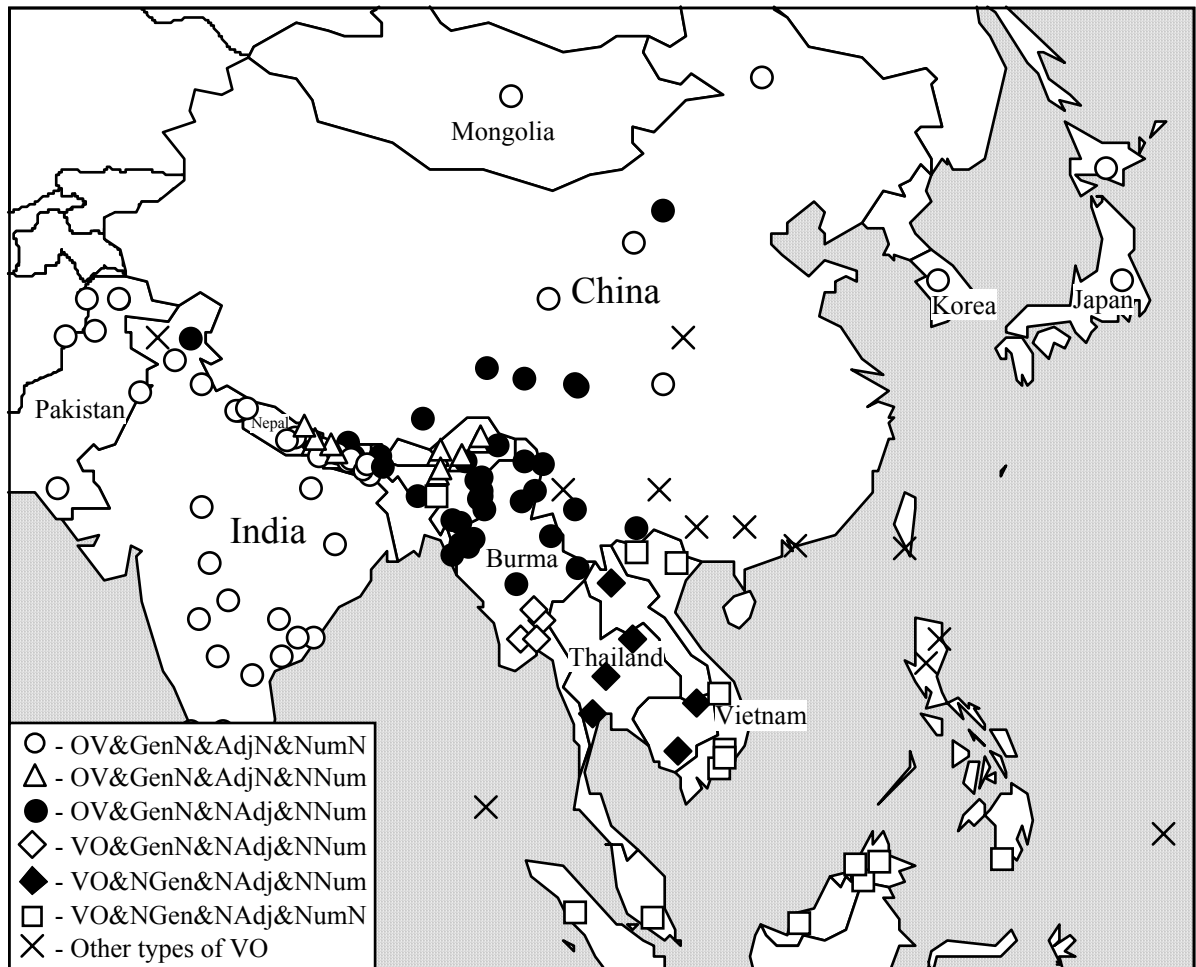 Mongolia
China
Korea
Japan
Pakistan
Nepal
India
Burma
Thailand
Vietnam
- OV&GenN&AdjN&NumN
- OV&GenN&AdjN&NNum
- OV&GenN&NAdj&NNum
- VO&GenN&NAdj&NNum
- VO&NGen&NAdj&NNum
- VO&NGen&NAdj&NumN
- Other types of VO